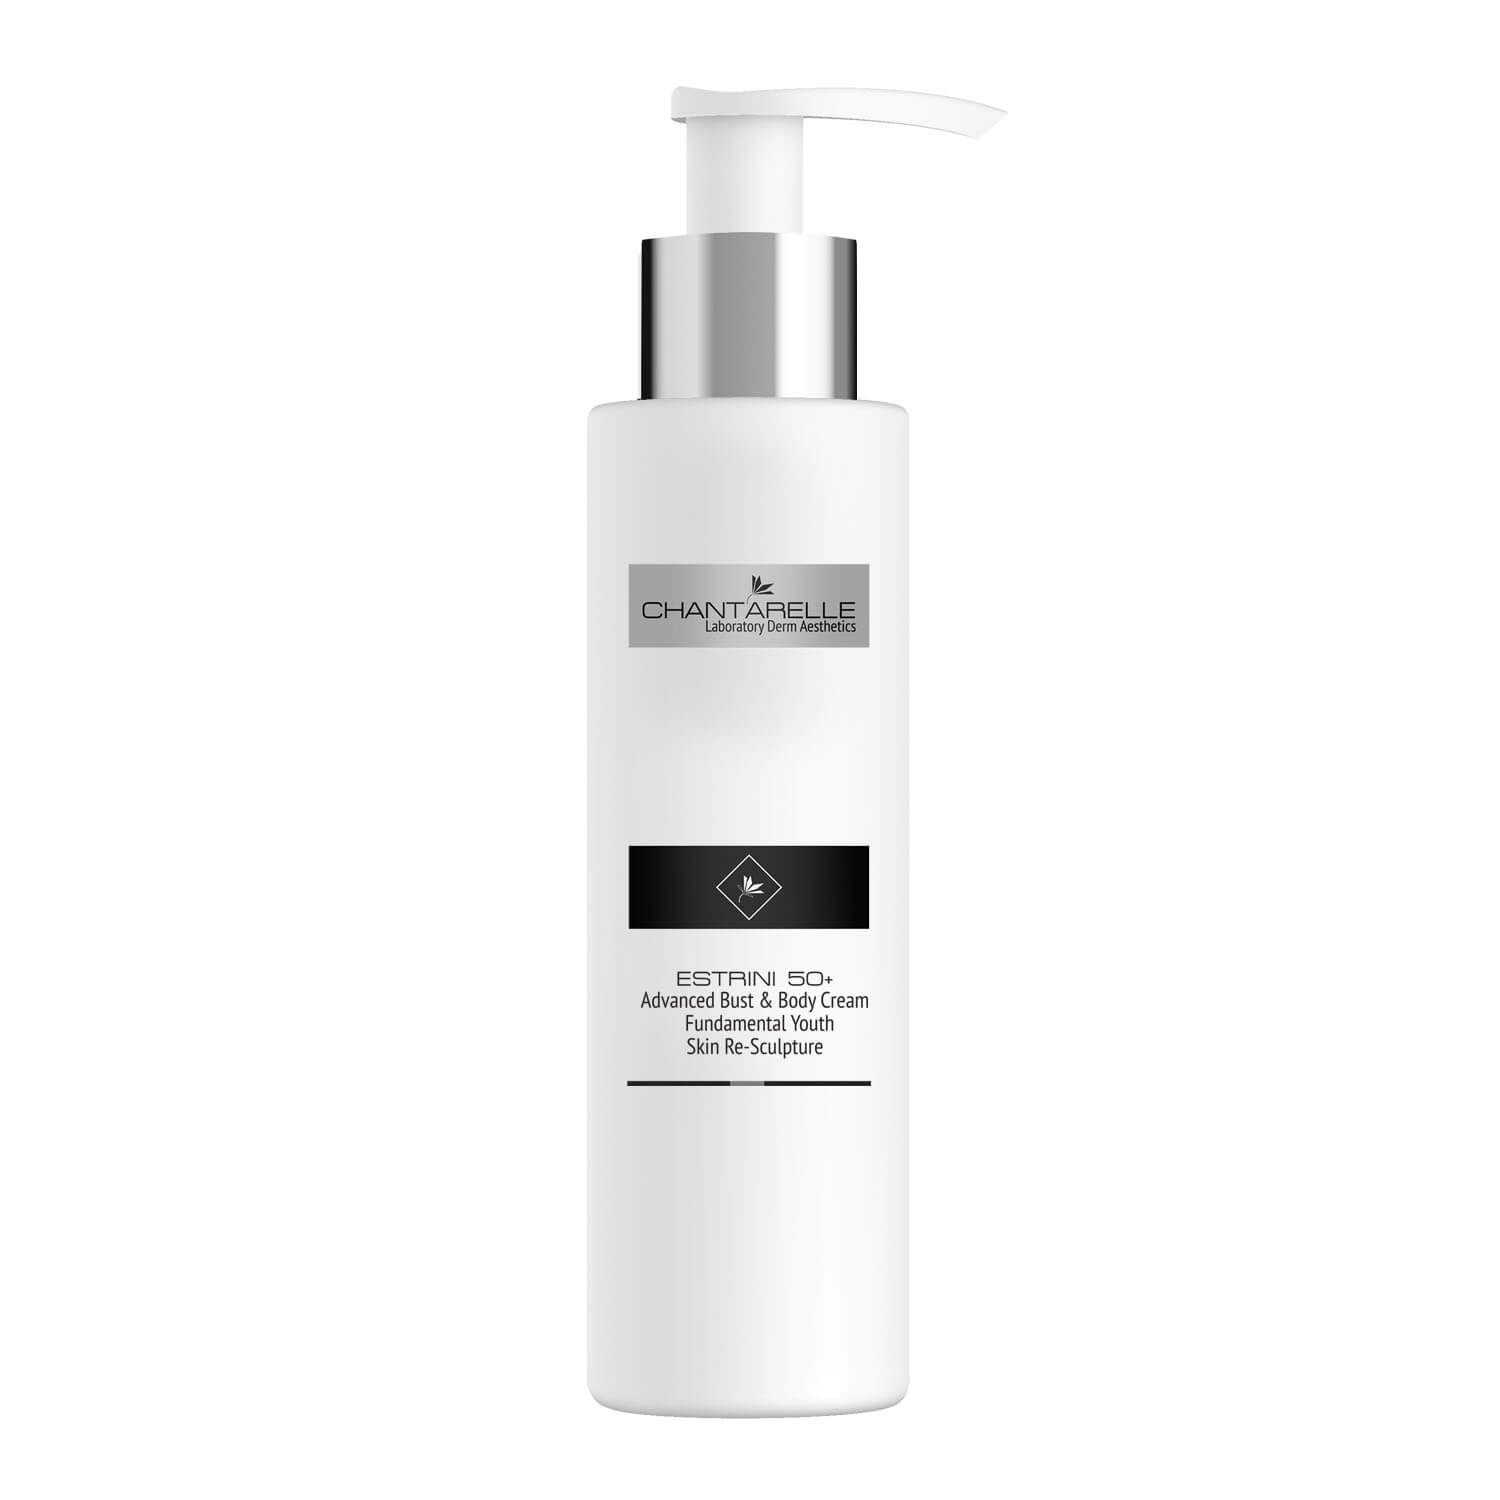 CHANTARELLE
Laboratory Derm Aesthetics
ESTRINI 50+
Advanced Bust & Body Cream
Fundamental Youth
Skin Re-Sculpture